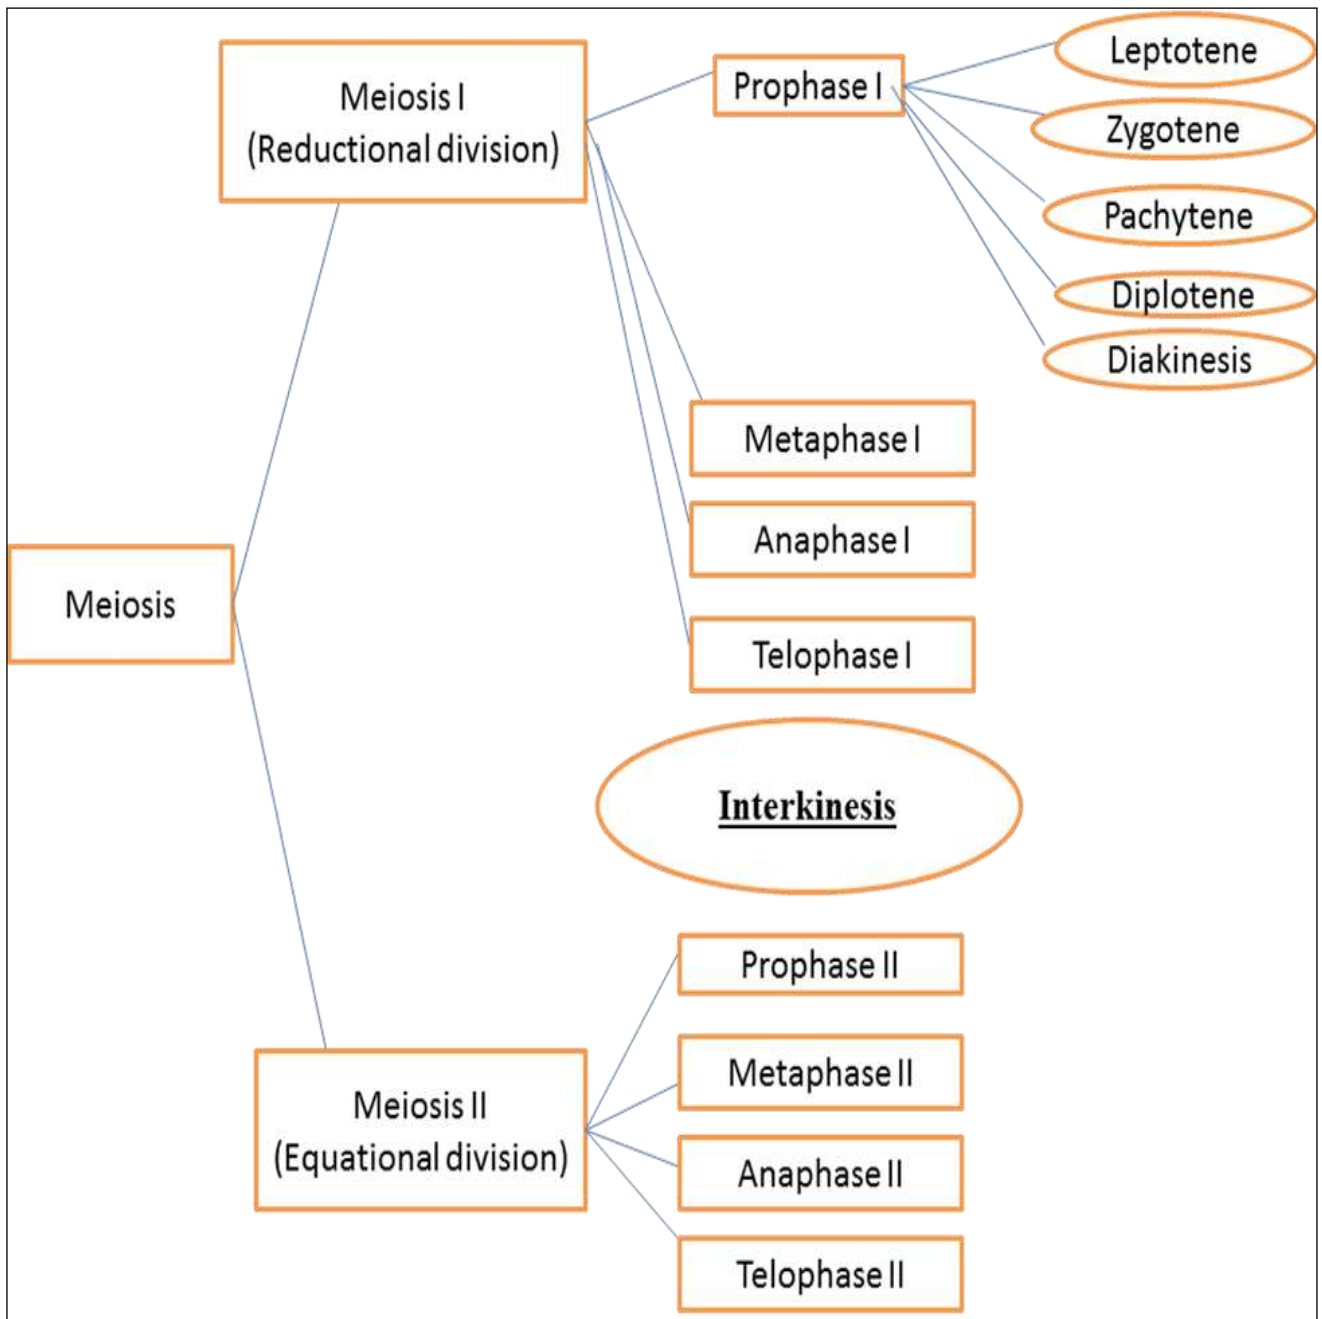 Meiosis
Meiosis I
(Reductional division)
Prophase I
Leptotene
Zygotene
Pachytene
Diplotene
Diakinesis
Metaphase I
Anaphase I
Telophase I
Interkinesis
Meiosis II
(Equational division)
Prophase II
Metaphase II
Anaphase II
Telophase II